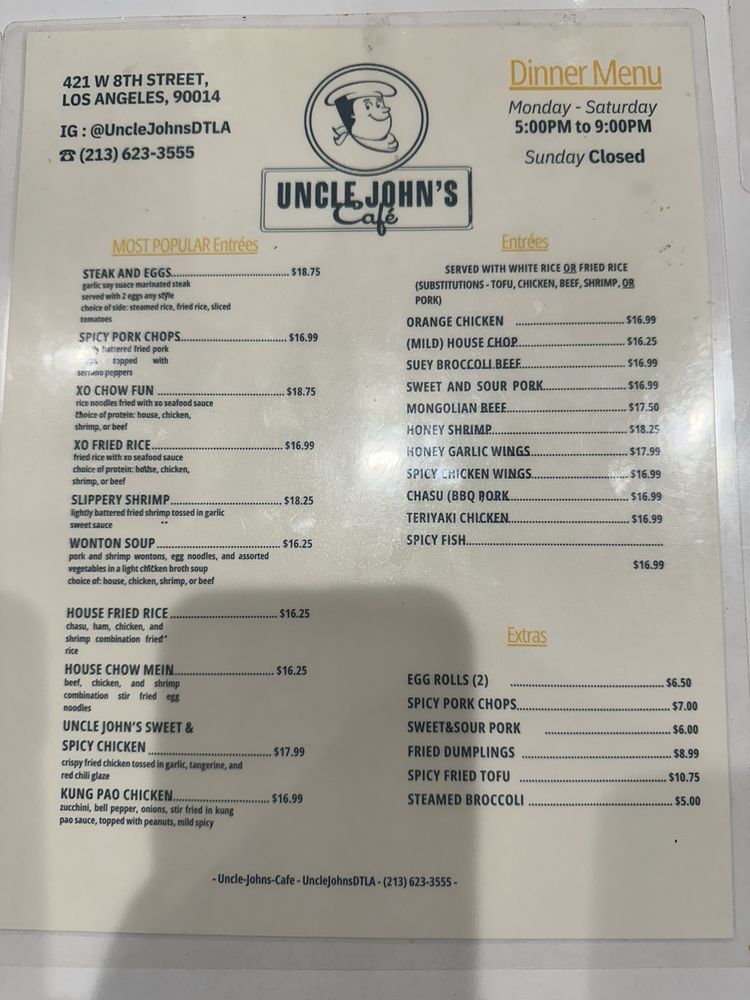 421 W 8TH STREET,
LOS ANGELES, 90014
IG : @UncleJohnsDTLA
☎ (213) 623-3555
UNCLE JOHN'S
Café
Dinner Menu
Monday - Saturday
5:00PM to 9:00PM
Sunday Closed
MOST POPULAR Entrées
STEAK AND EGGS $18.75
garlic soy suace marinated steak
served with 2 eggs any style
choice of side: steamed rice, fried rice, sliced
tomatoes
SPICY PORK CHOPS $16.99
battered fried pork
topped with
serrano peppers
XO CHOW FUN $18.75
rice noodles fried with xo seafood sauce
Choice of protein: house, chicken,
shrimp, or beef
XO FRIED RICE $16.99
fried rice with xo seafood sauce
choice of protein: house, chicken,
shrimp, or beef
SLIPPERY SHRIMP $18.25
lightly battered fried shrimp tossed in garlic
sweet sauce
WONTON SOUP $16.25
pork and shrimp wontons, egg noodles, and assorted
vegetables in a light chicken broth soup
choice of: house, chicken, shrimp, or beef
HOUSE FRIED RICE $16.25
chasu, ham, chicken, and
shrimp combination fried
rice
HOUSE CHOW MEIN $16.25
beef, chicken, and shrimp
combination stir fried egg
noodles
UNCLE JOHN'S SWEET &
SPICY CHICKEN $17.99
crispy fried chicken tossed in garlic, tangerine, and
red chili glaze
KUNG PAO CHICKEN $16.99
zucchini, bell pepper, onions, stir fried in kung
pao sauce, topped with peanuts, mild spicy
Entrées
SERVED WITH WHITE RICE OR FRIED RICE
(SUBSTITUTIONS - TOFU, CHICKEN, BEEF, SHRIMP, OR
PORK)
ORANGE CHICKEN $16.99
(MILD) HOUSE CHOP $16.25
SUEY BROCCOLI BEEF $16.99
SWEET AND SOUR PORK $16.99
MONGOLIAN BEEF $17.50
HONEY SHRIMP $18.25
HONEY GARLIC WINGS $17.99
SPICY CHICKEN WINGS $16.99
CHASU (BBQ PORK $16.99
TERIYAKI CHICKEN $16.99
SPICY FISH
$16.99
Extras
EGG ROLLS (2) $6.50
SPICY PORK CHOPS $7.00
SWEET&SOUR PORK $6.00
FRIED DUMPLINGS $8.99
SPICY FRIED TOFU $10.75
STEAMED BROCCOLI $5.00
- Uncle-Johns-Cafe - UncleJohnsDTLA - (213) 623-3555 -